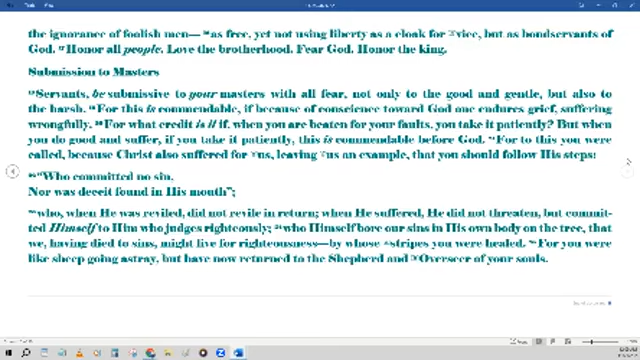 the ignorance of foolish men— ¹⁶as free, yet not using liberty as a cloak for vice, but as bondservants of
God. ¹⁷Honor all people. Love the brotherhood. Fear God. Honor the king.
Submission to Masters
¹⁸Servants, be submissive to your masters with all fear, not only to the good and gentle, but also to
the harsh. ¹⁹For this is commendable, if because of conscience toward God one endures grief, suffering
wrongfully. ²⁰For what credit is it if, when you are beaten for your faults, you take it patiently? But when
you do good and suffer, if you take it patiently, this is commendable before God. ²¹For to this you were
called, because Christ also suffered for us, leaving us an example, that you should follow His steps:
²²"Who committed no sin,
Nor was deceit found in His mouth";
²³who, when He was reviled, did not revile in return; when He suffered, He did not threaten, but commit-
ted Himself to Him who judges righteously; ²⁴who Himself bore our sins in His own body on the tree, that
we, having died to sins, might live for righteousness—by whose stripes you were healed. ²⁵For you were
like sheep going astray, but have now returned to the Shepherd and Overseer of your souls.